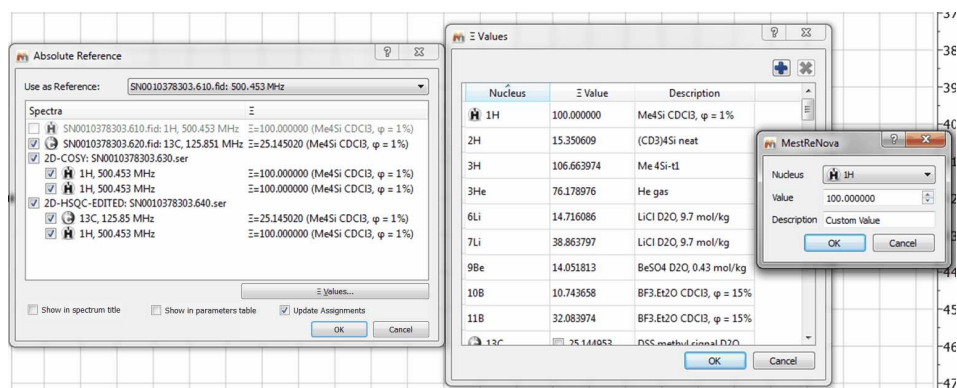 Absolute Reference
Use as Reference: SN0010378303.610.fid: 500.453 MHz
Spectra Ξ
SN0010378303.610.fid: 1H, 500.453 MHz Ξ=100.000000 (Me4Si CDCl3, φ = 1%)
SN0010378303.620.fid: 13C, 125.851 MHz Ξ=25.145020 (Me4Si CDCl3, φ = 1%)
2D-COSY: SN0010378303.630.ser
1H, 500.453 MHz Ξ=100.000000 (Me4Si CDCl3, φ = 1%)
1H, 500.453 MHz Ξ=100.000000 (Me4Si CDCl3, φ = 1%)
2D-HSQC-EDITED: SN0010378303.640.ser
13C, 125.85 MHz Ξ=25.145020 (Me4Si CDCl3, φ = 1%)
1H, 500.453 MHz Ξ=100.000000 (Me4Si CDCl3, φ = 1%)
Ξ Values...
Show in spectrum title Show in parameters table Update Assignments
OK Cancel
Ξ Values
Nucleus Ξ Value Description
1H 100.000000 Me4Si CDCl3, φ = 1%
2H 15.350609 (CD3)4Si neat
3H 106.663974 Me 4Si-t1
3He 76.178976 He gas
6Li 14.716086 LiCl D2O, 9.7 mol/kg
7Li 38.863797 LiCl D2O, 9.7 mol/kg
9Be 14.051813 BeSO4 D2O, 0.43 mol/kg
10B 10.743658 BF3.Et2O CDCl3, φ = 15%
11B 32.083974 BF3.Et2O CDCl3, φ = 15%
13C 25.144953 DSS methyl signal D2O
OK Cancel
MestReNova
Nucleus 1H
Value 100.000000
Description Custom Value
OK Cancel
-37
-38
-39
-40
-44
-45
-46
-47